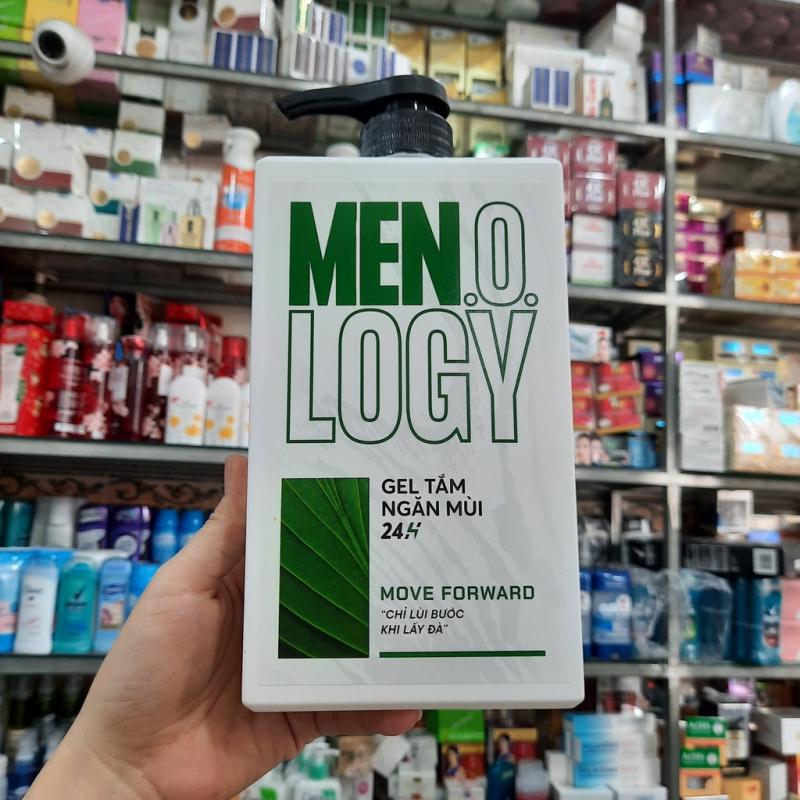 MEN.O.
LOGY
GEL TẮM
NGĂN MÙI
24H
MOVE FORWARD
"CHỈ LÙI BƯỚC
KHI LẤY ĐÀ"